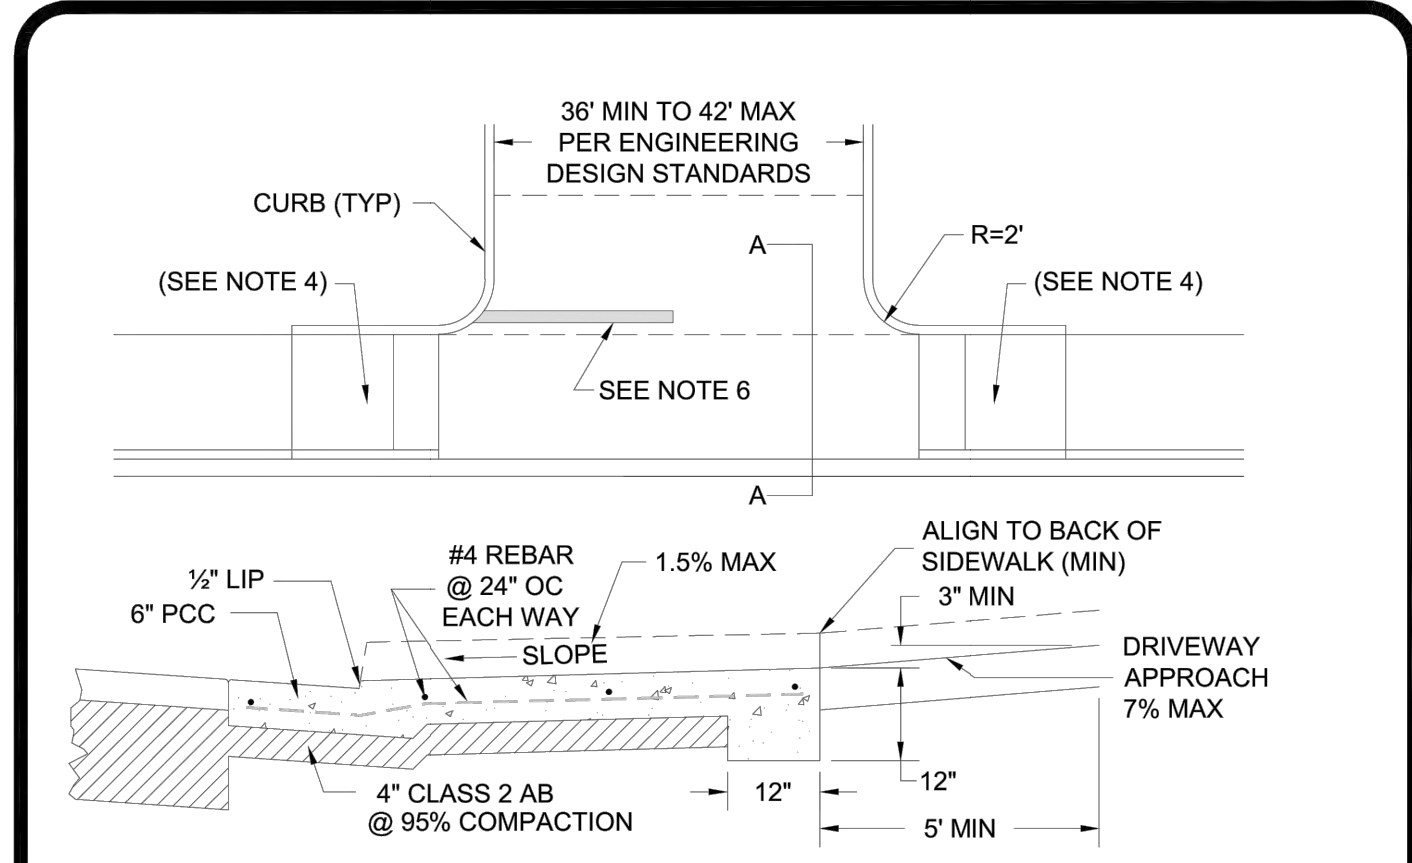 36' MIN TO 42' MAX
PER ENGINEERING
DESIGN STANDARDS
CURB (TYP)
A
R=2'
(SEE NOTE 4)
(SEE NOTE 4)
SEE NOTE 6
A
ALIGN TO BACK OF
SIDEWALK (MIN)
#4 REBAR
@ 24" OC
EACH WAY
1.5% MAX
½" LIP
6" PCC
3" MIN
SLOPE
DRIVEWAY
APPROACH
7% MAX
4" CLASS 2 AB
@ 95% COMPACTION
12"
12"
5' MIN